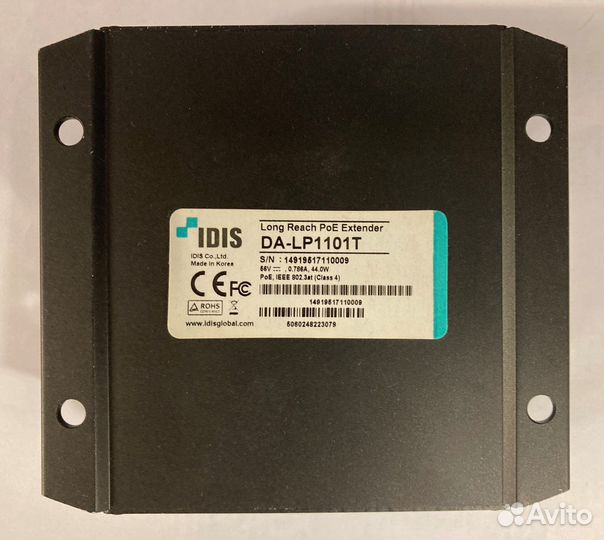 IDIS
IDIS Co., Ltd.
Made in Korea
Long Reach PoE Extender
DA-LP1101T
S/N : 14919517110009
56V ⎓ , 0.786A, 44.0W
PoE, IEEE 802.3at (Class 4)
CE FC
ROHS
www.idisglobal.com
14919517110009
5060248223079
Avito